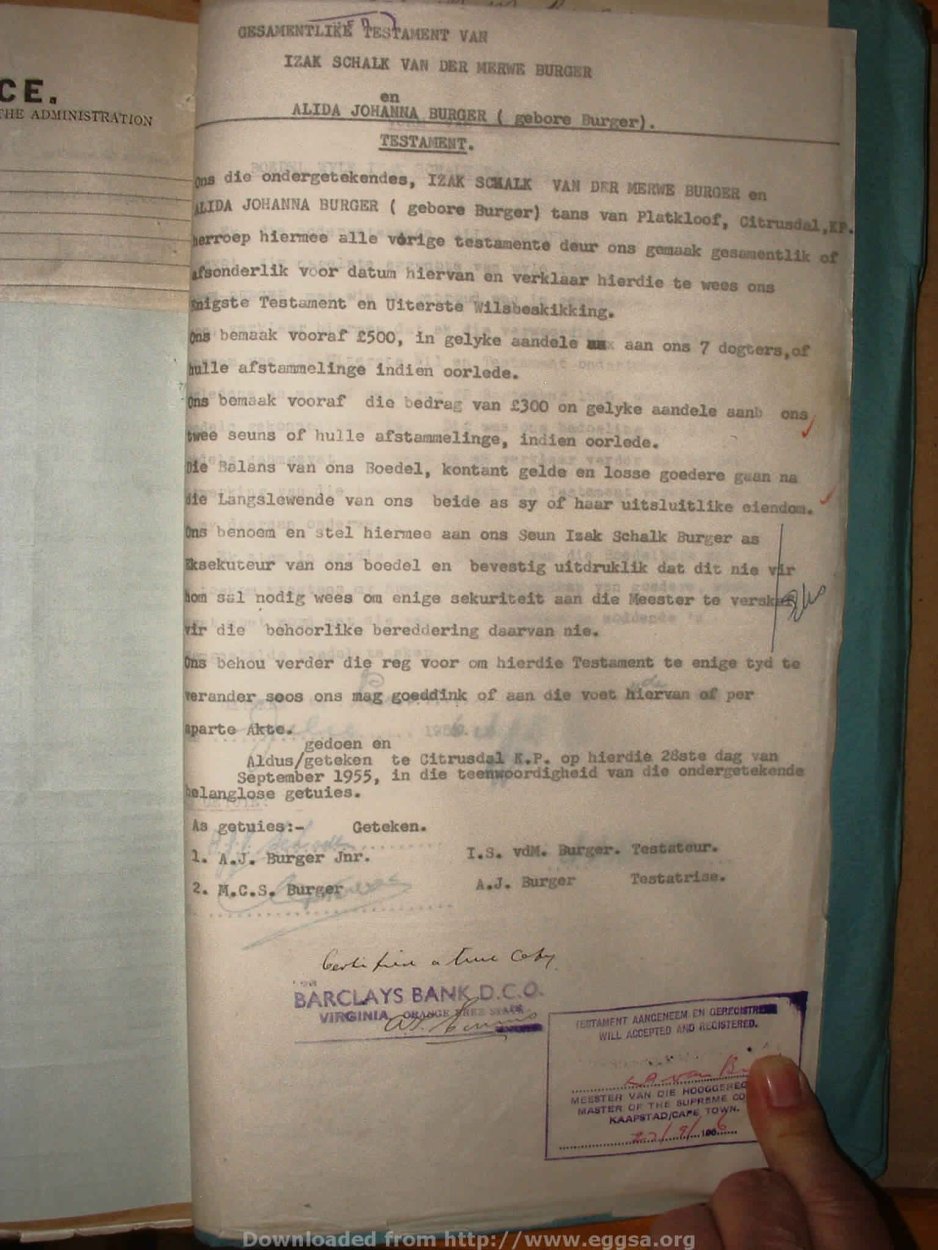 CE.
THE ADMINISTRATION
GESAMENTLIKE TESTAMENT VAN
IZAK SCHALK VAN DER MERWE BURGER
en
ALIDA JOHANNA BURGER ( gebore Burger).
TESTAMENT.
Ons die ondergetekendes, IZAK SCHALK VAN DER MERWE BURGER en
ALIDA JOHANNA BURGER ( gebore Burger) tans van Platkloof, Citrusdal,KP.
herroep hiermee alle vorige testamente deur ons gemaak gesamentlik of
afsonderlik voor datum hiervan en verklaar hierdie te wees ons
enigste Testament en Uiterste Wilsbeskikking.
Ons bemaak vooraf £500, in gelyke aandele aan ons 7 dogters,of
hulle afstammelinge indien oorlede.
Ons bemaak vooraf die bedrag van £300 on gelyke aandele aanb ons
twee seuns of hulle afstammelinge, indien oorlede.
Die Balans van ons Boedel, kontant gelde en losse goedere gaan na
die Langslewende van ons beide as sy of haar uitsluitlike eiendom.
Ons benoem en stel hiermee aan ons Seun Izak Schalk Burger as
Eksekuteur van ons boedel en bevestig uitdruklik dat dit nie vir
hom sal nodig wees om enige sekuriteit aan die Meester te verskaf
vir die behoorlike bereddering daarvan nie.
Ons behou verder die reg voor om hierdie Testament te enige tyd te
verander soos ons mag goeddink of aan die voet hiervan of per
aparte Akte.
gedoen en
Aldus/geteken te Citrusdal K.P. op hierdie 28ste dag van
September 1955, in die teenwoordigheid van die ondergetekende
belanglose getuies.
As getuies:- Geteken.
1. A.J. Burger Jnr. I.S. vdM. Burger. Testateur.
2. M.C.S. Burger A.J. Burger Testatrise.
Certified a true copy
BARCLAYS BANK D.C.O.
VIRGINIA, ORANGE FREE STATE
TESTAMENT AANGENEEM EN GEREGISTREER
WILL ACCEPTED AND REGISTERED.
MEESTER VAN DIE HOOGGEREG
MASTER OF THE SUPREME CO
KAAPSTAD/CAPE TOWN.
Downloaded from http://www.eggsa.org